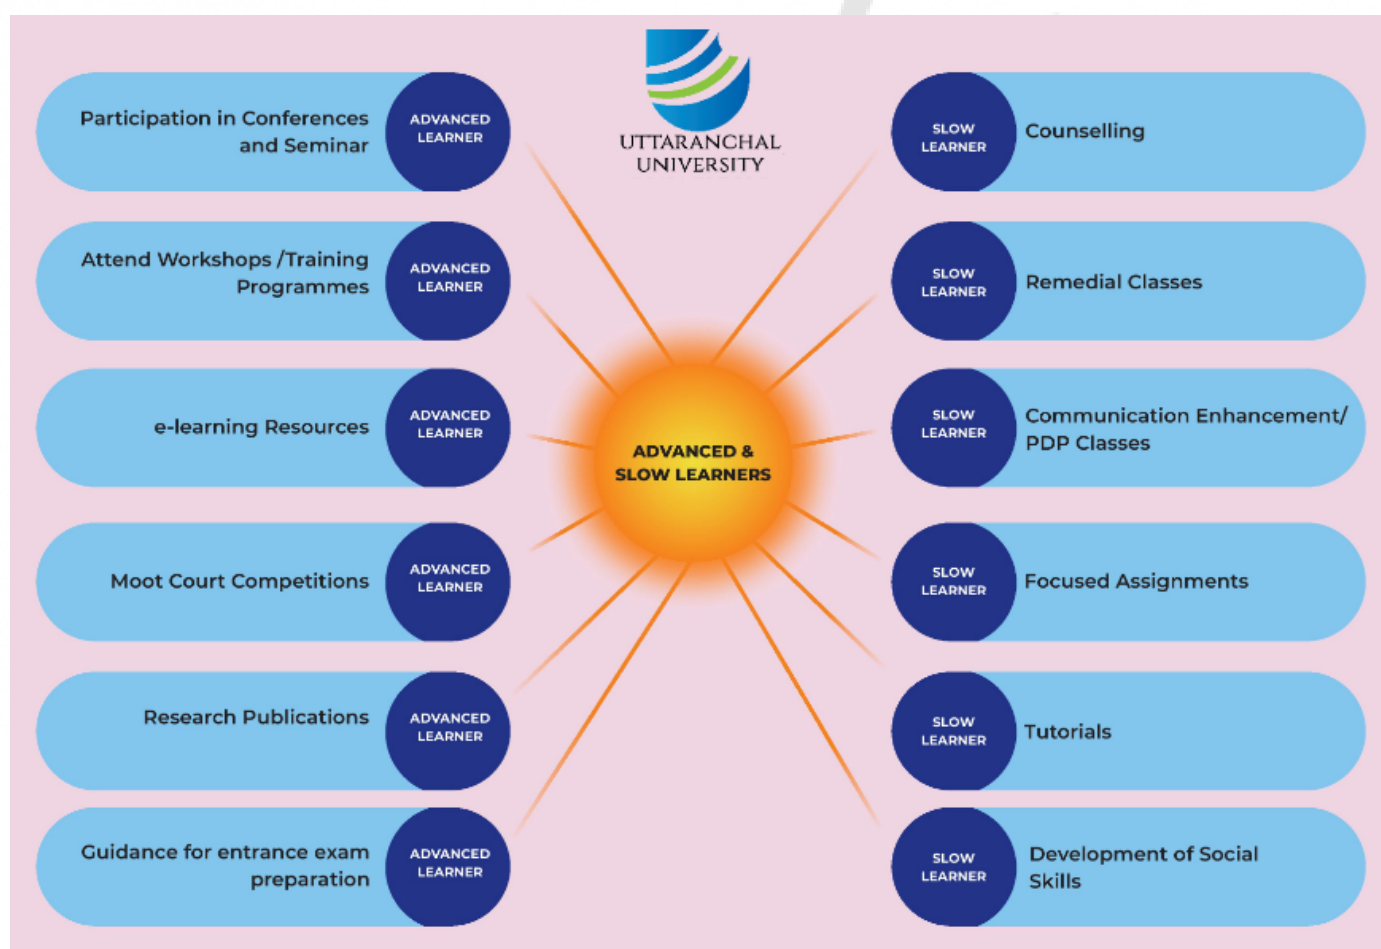 UTTARANCHAL
UNIVERSITY
Participation in Conferences
and Seminar
ADVANCED
LEARNER
Attend Workshops /Training
Programmes
ADVANCED
LEARNER
e-learning Resources
ADVANCED
LEARNER
Moot Court Competitions
ADVANCED
LEARNER
Research Publications
ADVANCED
LEARNER
Guidance for entrance exam
preparation
ADVANCED
LEARNER
ADVANCED &
SLOW LEARNERS
SLOW
LEARNER
Counselling
SLOW
LEARNER
Remedial Classes
SLOW
LEARNER
Communication Enhancement/
PDP Classes
SLOW
LEARNER
Focused Assignments
SLOW
LEARNER
Tutorials
SLOW
LEARNER
Development of Social
Skills